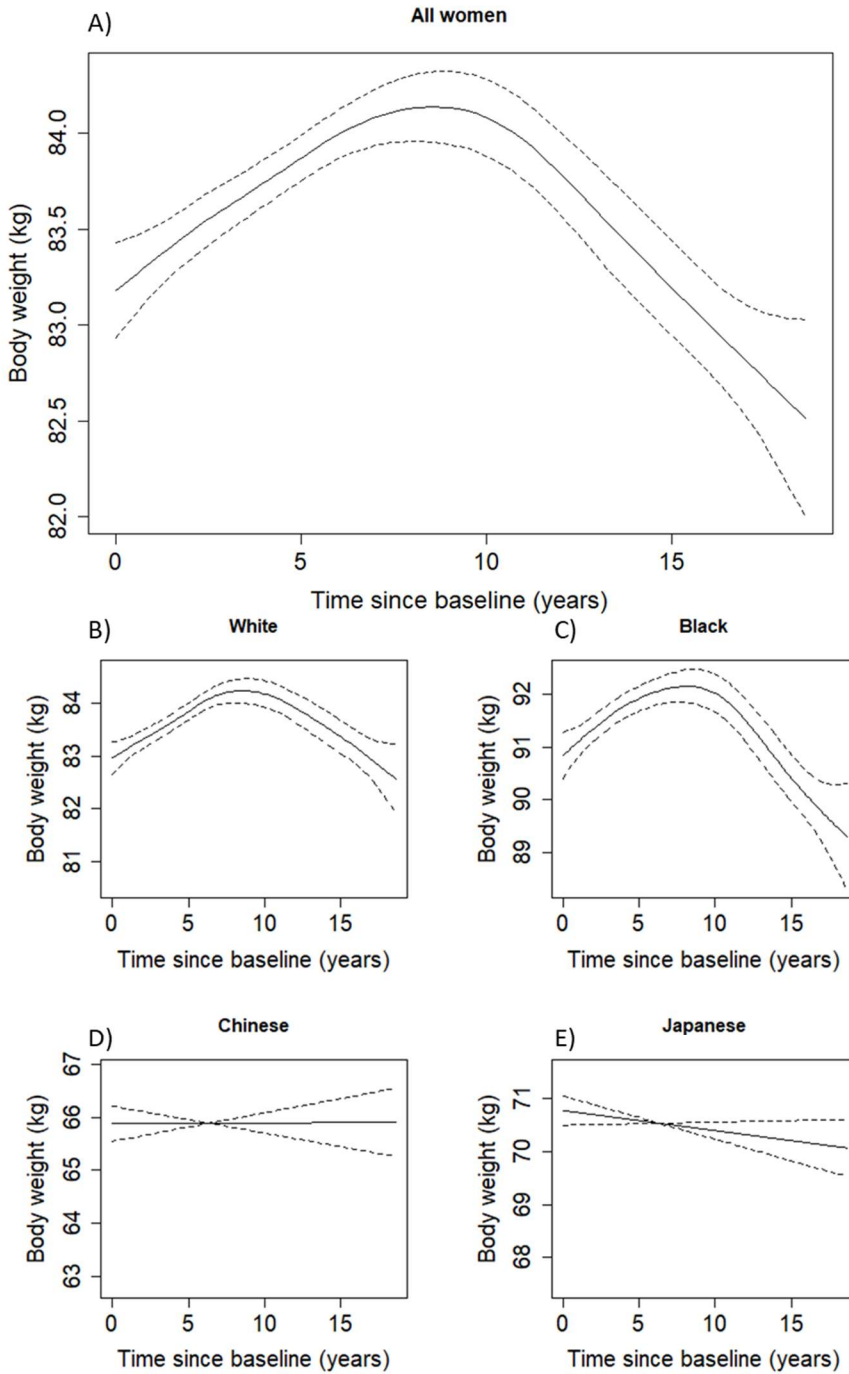 A)
All women
Body weight (kg)
84.0
83.5
83.0
82.5
82.0
0 5 10 15
Time since baseline (years)
B)
White
Body weight (kg)
84
83
82
81
0 5 10 15
Time since baseline (years)
C)
Black
Body weight (kg)
92
91
90
89
0 5 10 15
Time since baseline (years)
D)
Chinese
Body weight (kg)
67
66
65
64
63
0 5 10 15
Time since baseline (years)
E)
Japanese
Body weight (kg)
71
70
69
68
0 5 10 15
Time since baseline (years)